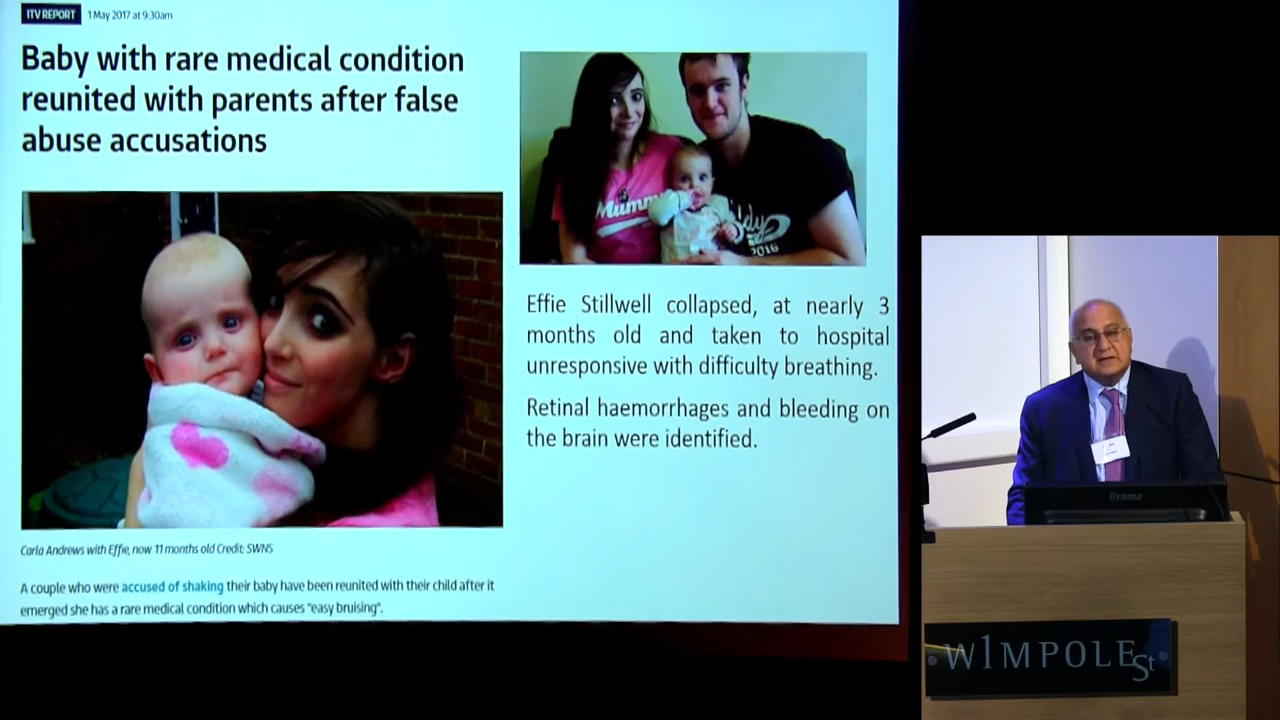 ITV REPORT 1 May 2017 at 9:30am
Baby with rare medical condition
reunited with parents after false
abuse accusations
Carla Andrews with Effie, now 11 months old Credit: SWNS
A couple who were accused of shaking their baby have been reunited with their child after it
emerged she has a rare medical condition which causes "easy bruising".
Mummy
2016
Effie Stillwell collapsed, at nearly 3
months old and taken to hospital
unresponsive with difficulty breathing.
Retinal haemorrhages and bleeding on
the brain were identified.
iiyama
W1MPOLE St